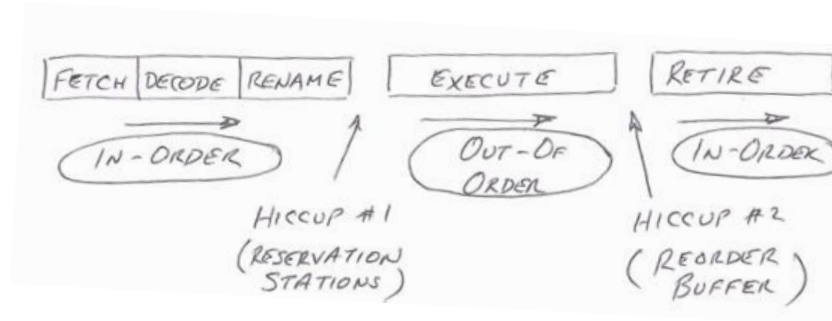 FETCH DECODE RENAME EXECUTE RETIRE
IN-ORDER OUT-OF ORDER IN-ORDER
HICCUP #1
(RESERVATION
STATIONS)
HICCUP #2
(REORDER
BUFFER)